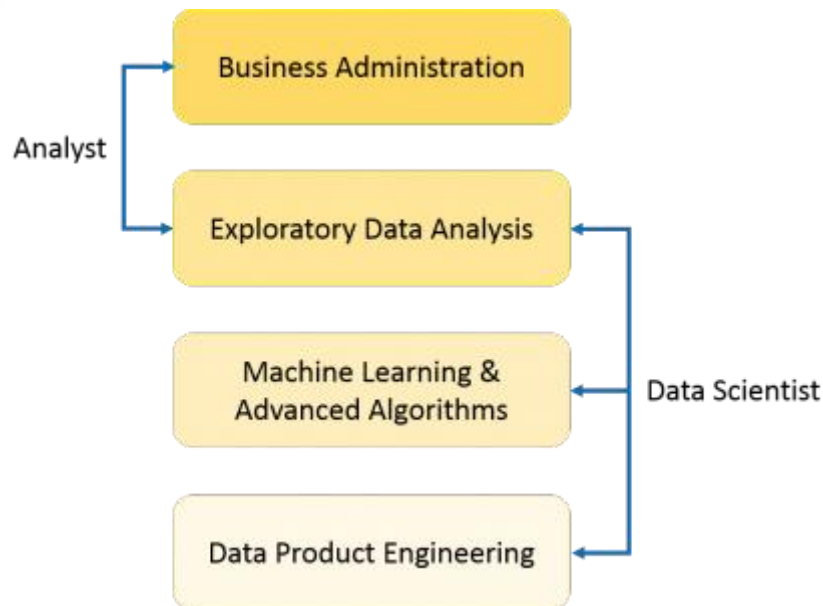 Business Administration
Analyst
Exploratory Data Analysis
Machine Learning &
Advanced Algorithms
Data Scientist
Data Product Engineering